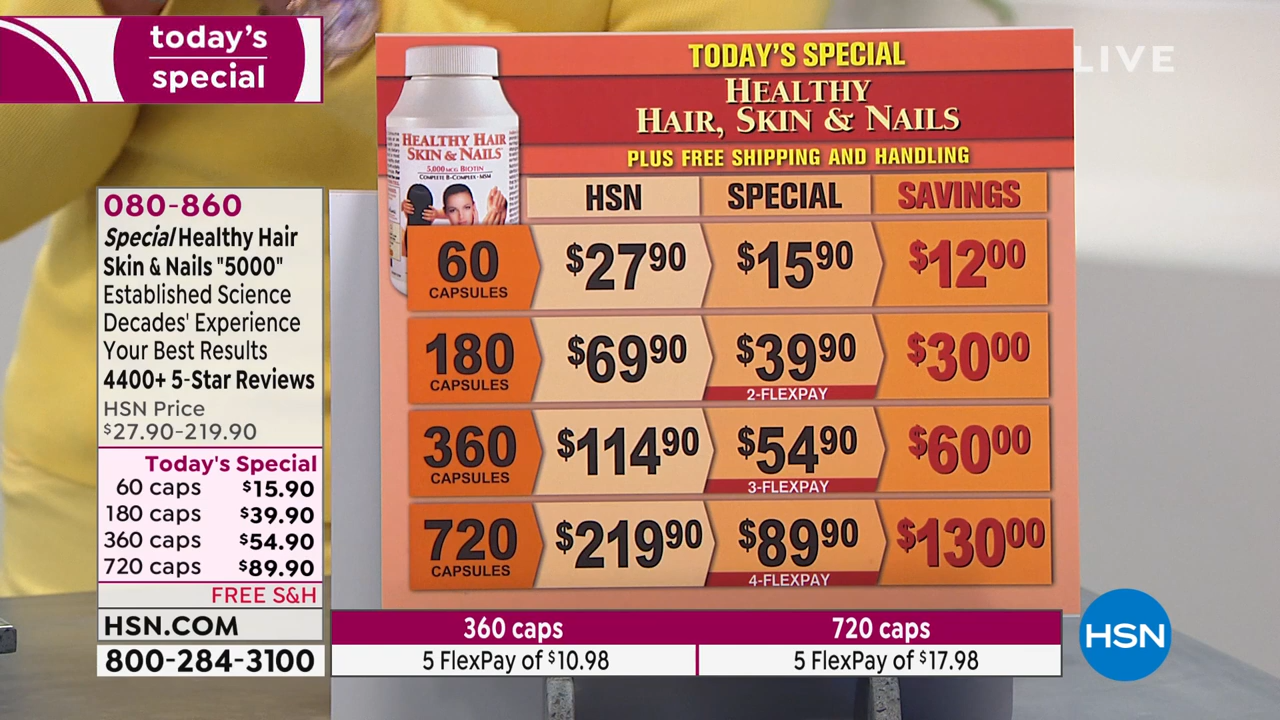 today's
special
LIVE
080-860
Special Healthy Hair
Skin & Nails "5000"
Established Science
Decades' Experience
Your Best Results
4400+ 5-Star Reviews
HSN Price
$27.90-219.90
Today's Special
60 caps $15.90
180 caps $39.90
360 caps $54.90
720 caps $89.90
FREE S&H
HSN.COM
800-284-3100
TODAY'S SPECIAL
HEALTHY
HAIR, SKIN & NAILS
PLUS FREE SHIPPING AND HANDLING
HEALTHY HAIR
SKIN & NAILS
5,000 MCG BIOTIN
COMPLETE B-COMPLEX • MSM
HSN SPECIAL SAVINGS
60 CAPSULES $27.90 $15.90 $12.00
180 CAPSULES $69.90 $39.90 $30.00
2-FLEXPAY
360 CAPSULES $114.90 $54.90 $60.00
3-FLEXPAY
720 CAPSULES $219.90 $89.90 $130.00
4-FLEXPAY
360 caps 720 caps
5 FlexPay of $10.98 5 FlexPay of $17.98
HSN